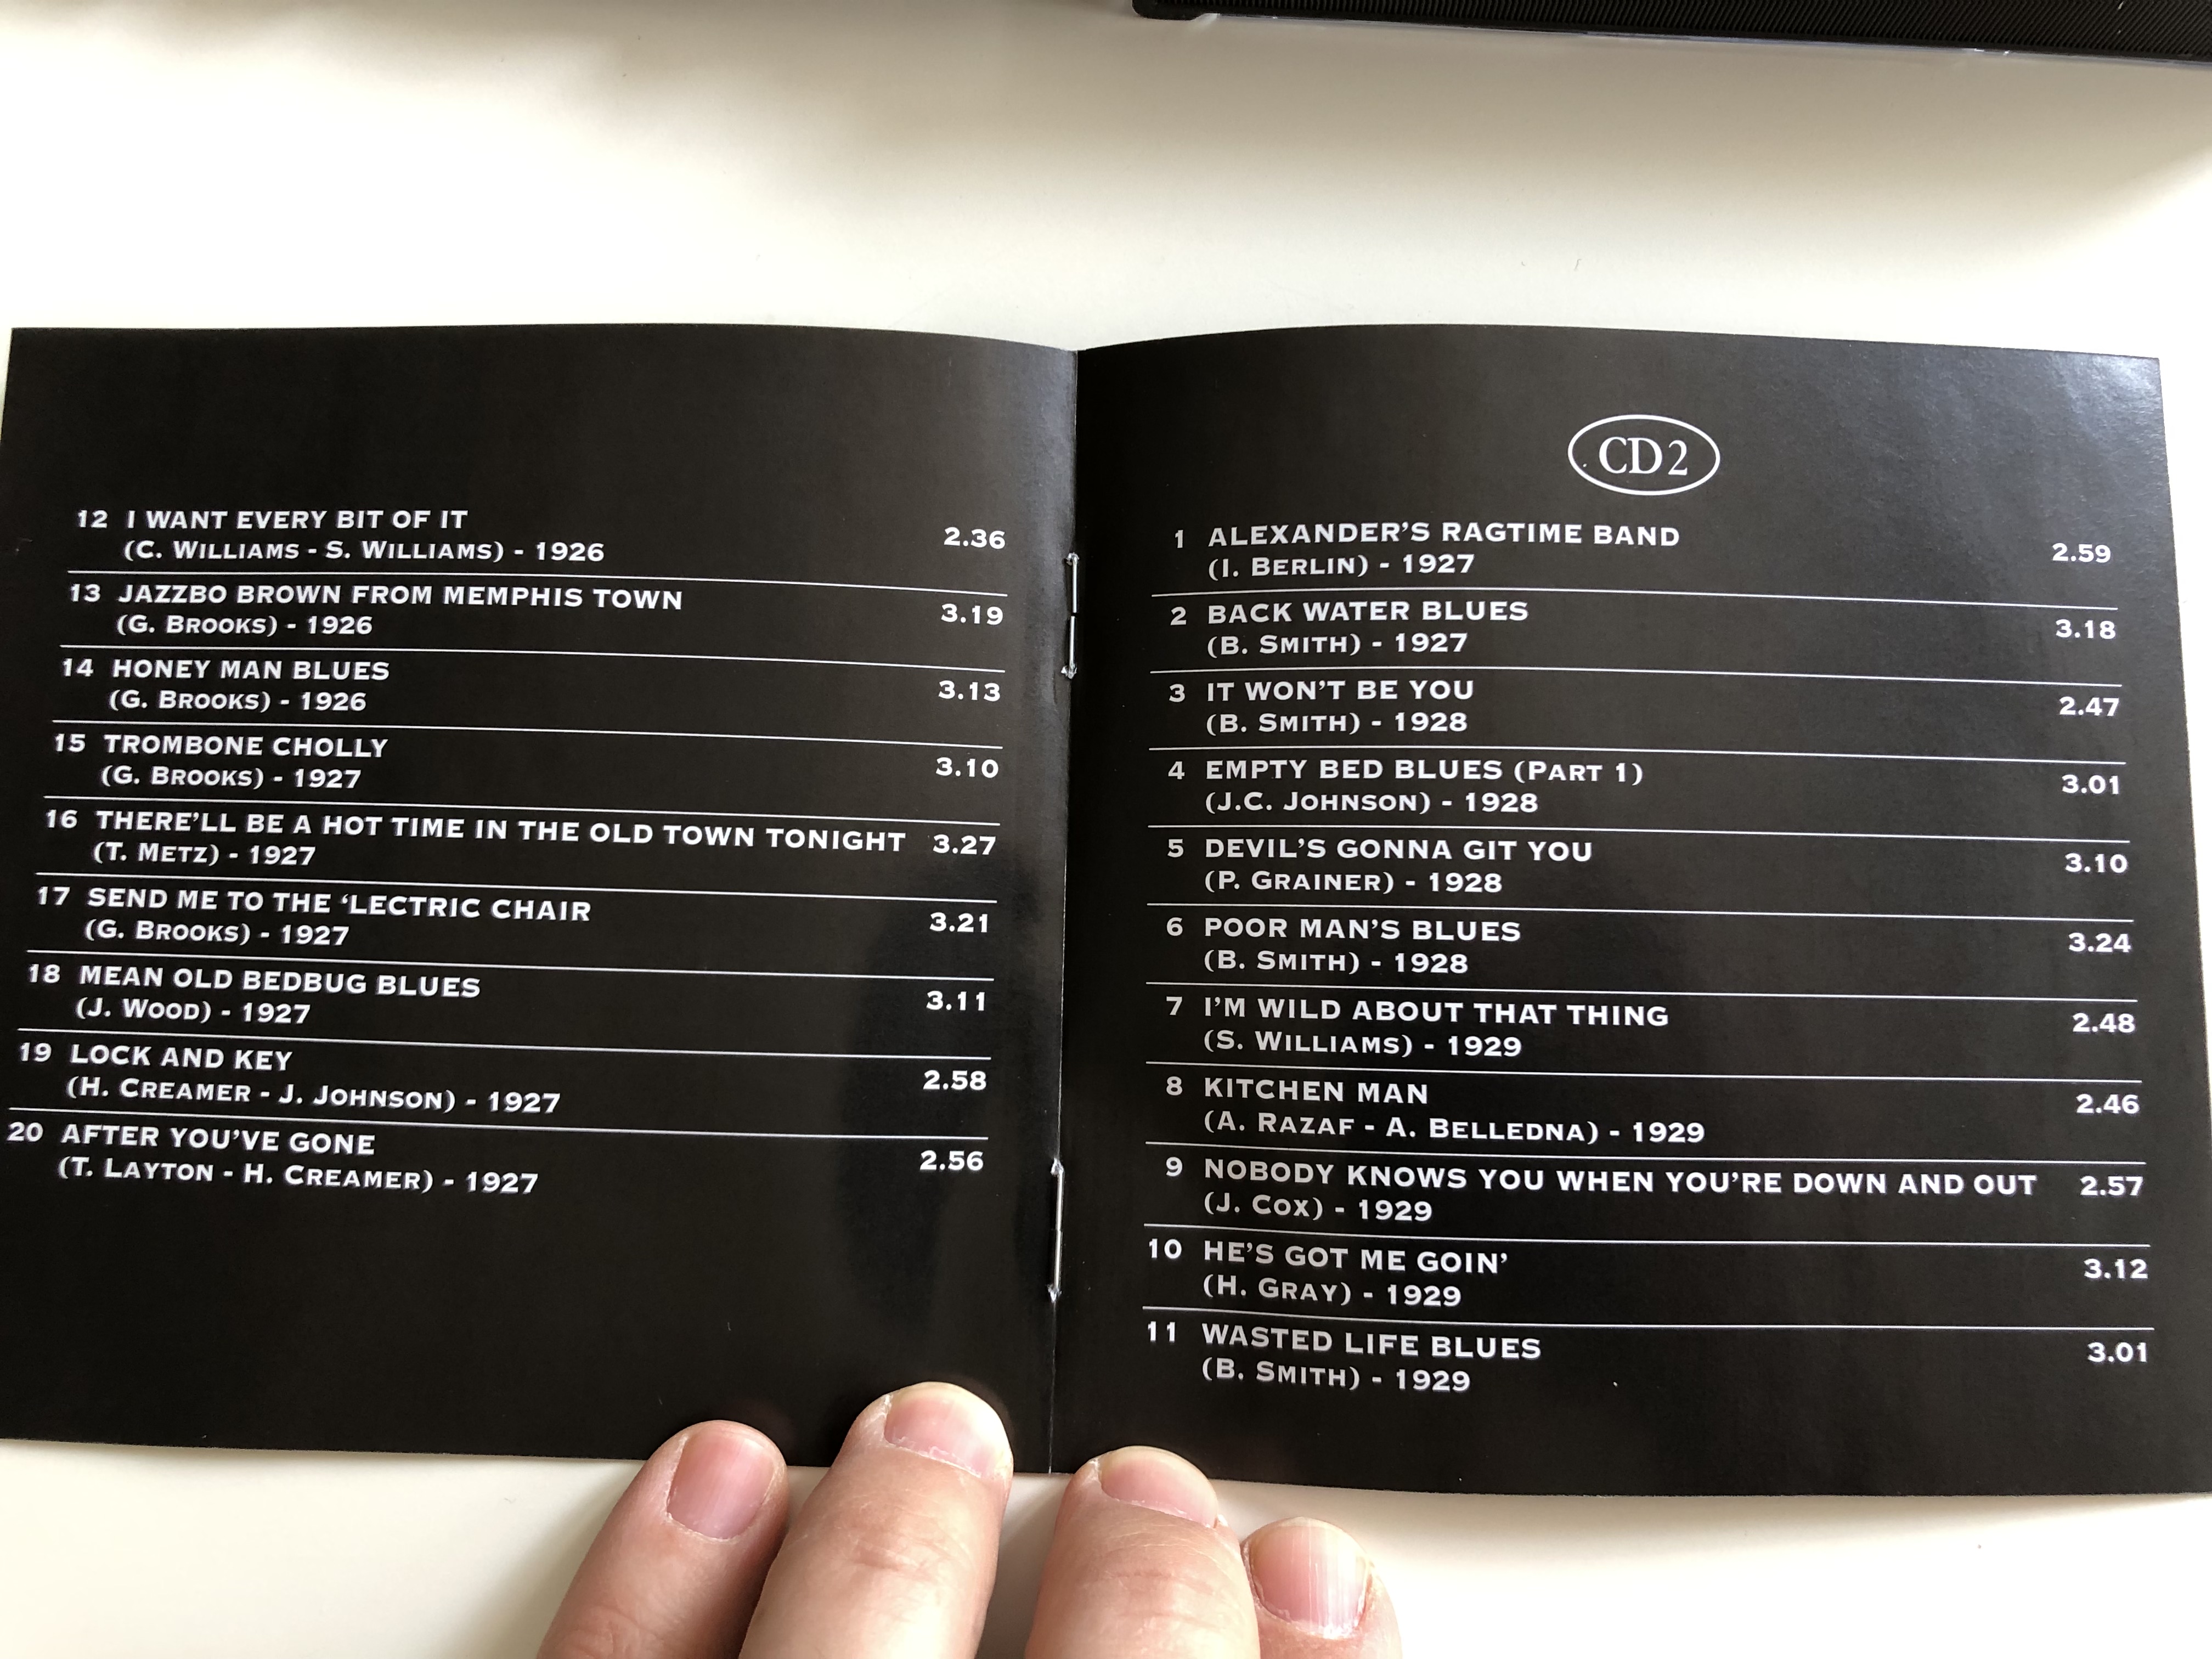 12 I WANT EVERY BIT OF IT 2.36
(C. WILLIAMS - S. WILLIAMS) - 1926
13 JAZZBO BROWN FROM MEMPHIS TOWN 3.19
(G. BROOKS) - 1926
14 HONEY MAN BLUES 3.13
(G. BROOKS) - 1926
15 TROMBONE CHOLLY 3.10
(G. BROOKS) - 1927
16 THERE'LL BE A HOT TIME IN THE OLD TOWN TONIGHT 3.27
(T. METZ) - 1927
17 SEND ME TO THE ‘LECTRIC CHAIR 3.21
(G. BROOKS) - 1927
18 MEAN OLD BEDBUG BLUES 3.11
(J. WOOD) - 1927
19 LOCK AND KEY 2.58
(H. CREAMER - J. JOHNSON) - 1927
20 AFTER YOU'VE GONE 2.56
(T. LAYTON - H. CREAMER) - 1927
CD2
1 ALEXANDER'S RAGTIME BAND 2.59
(I. BERLIN) - 1927
2 BACK WATER BLUES 3.18
(B. SMITH) - 1927
3 IT WON'T BE YOU 2.47
(B. SMITH) - 1928
4 EMPTY BED BLUES (PART 1) 3.01
(J.C. JOHNSON) - 1928
5 DEVIL'S GONNA GIT YOU 3.10
(P. GRAINER) - 1928
6 POOR MAN'S BLUES 3.24
(B. SMITH) - 1928
7 I'M WILD ABOUT THAT THING 2.48
(S. WILLIAMS) - 1929
8 KITCHEN MAN 2.46
(A. RAZAF - A. BELLEDNA) - 1929
9 NOBODY KNOWS YOU WHEN YOU'RE DOWN AND OUT 2.57
(J. COX) - 1929
10 HE'S GOT ME GOIN' 3.12
(H. GRAY) - 1929
11 WASTED LIFE BLUES 3.01
(B. SMITH) - 1929